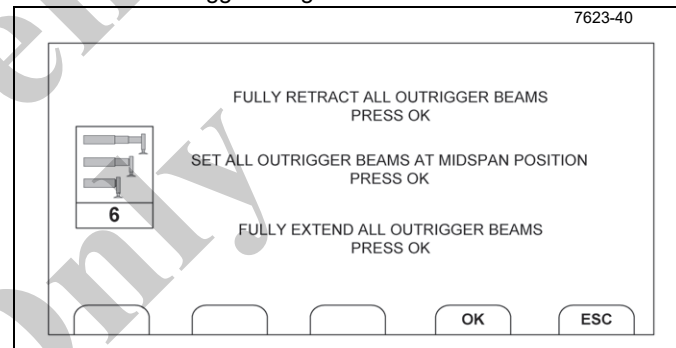 7623-40
FULLY RETRACT ALL OUTRIGGER BEAMS
PRESS OK
SET ALL OUTRIGGER BEAMS AT MIDSPAN POSITION
PRESS OK
6
FULLY EXTEND ALL OUTRIGGER BEAMS
PRESS OK
OK
ESC